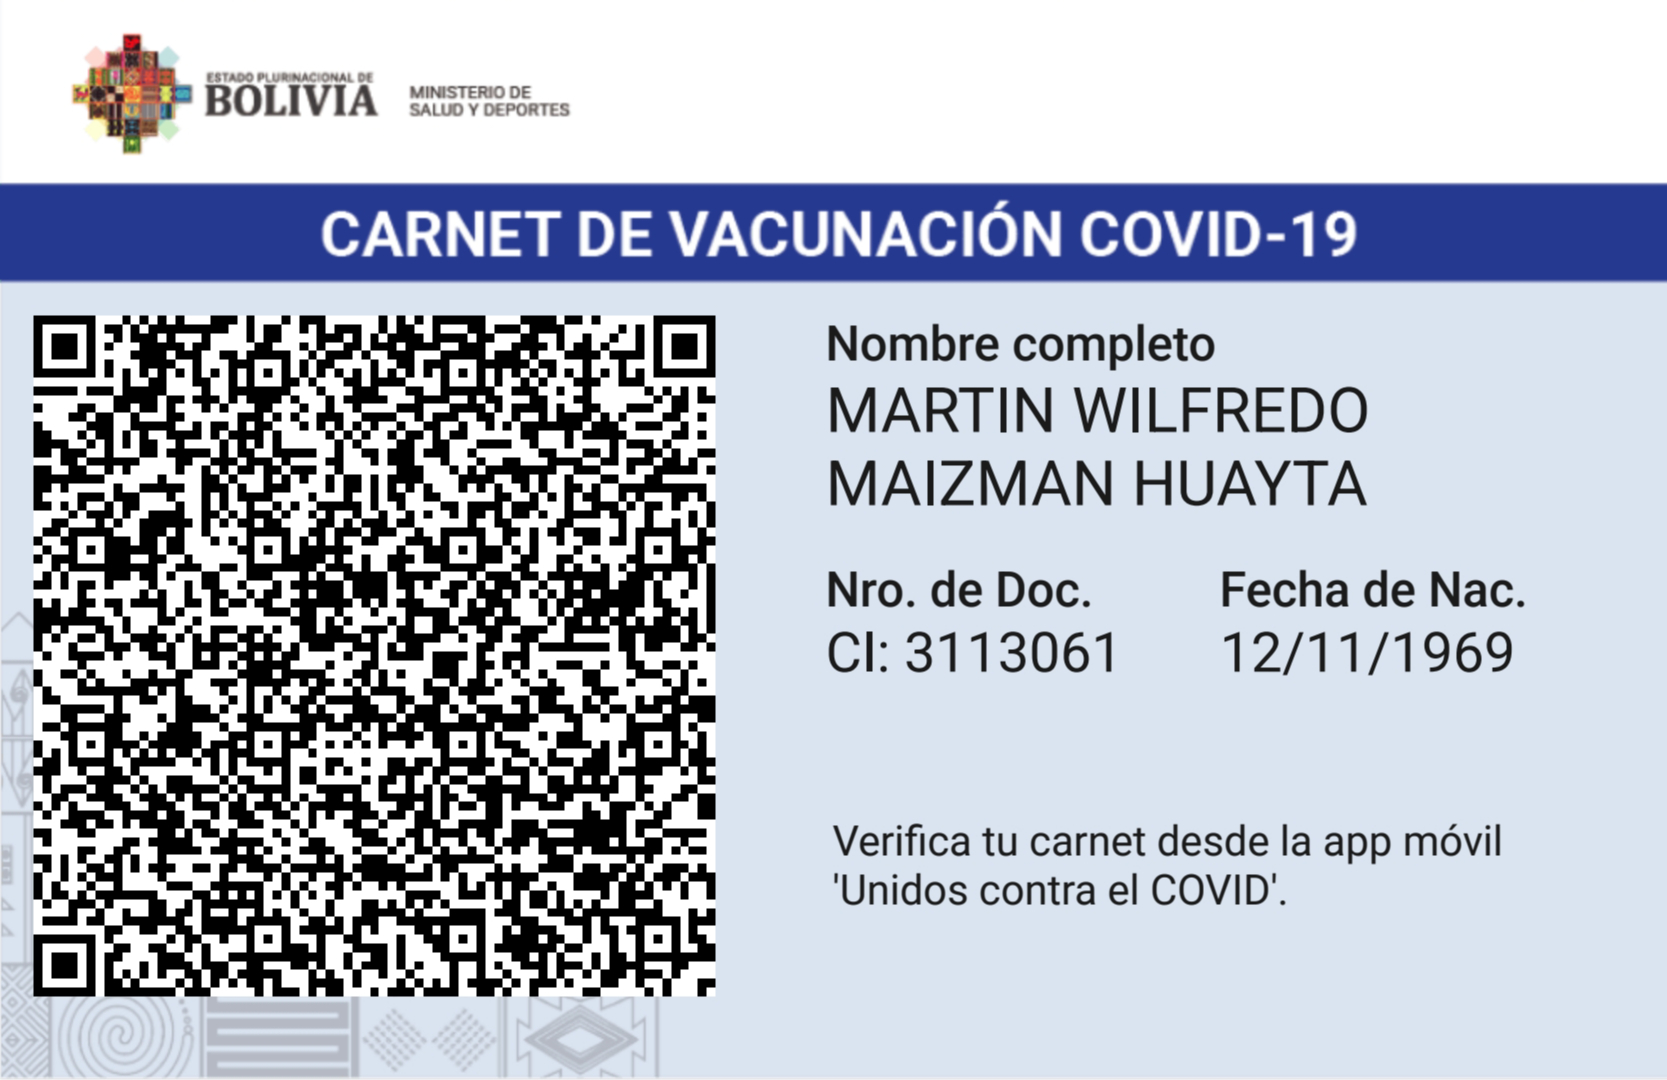 ESTADO PLURINACIONAL DE
BOLIVIA
MINISTERIO DE
SALUD Y DEPORTES
CARNET DE VACUNACIÓN COVID-19
Nombre completo
MARTIN WILFREDO
MAIZMAN HUAYTA
Nro. de Doc. Fecha de Nac.
CI: 3113061 12/11/1969
Verifica tu carnet desde la app móvil
'Unidos contra el COVID'.